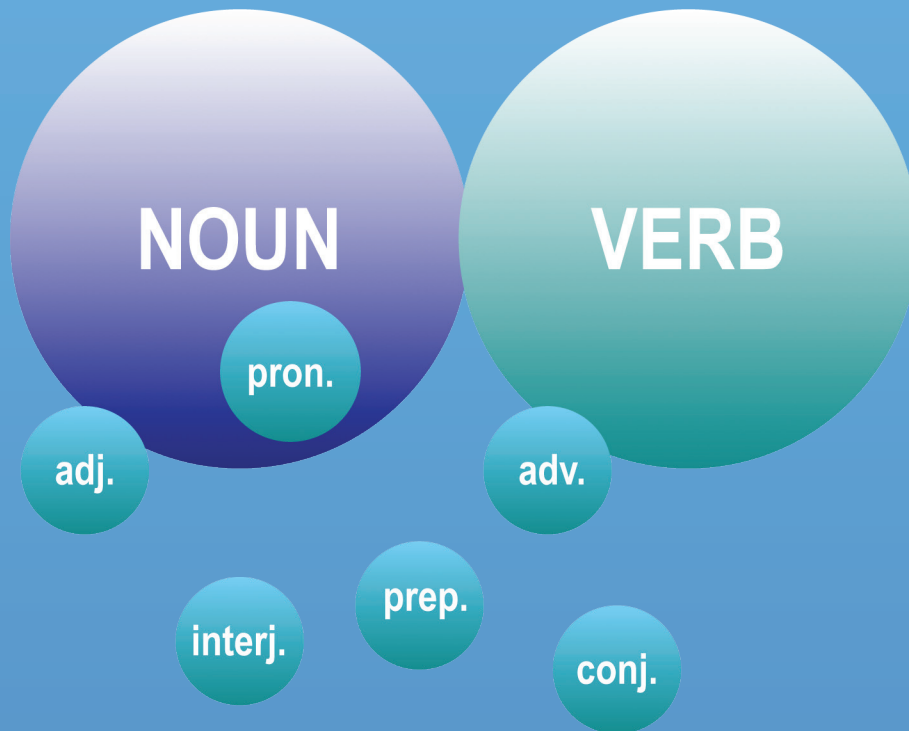 NOUN
VERB
pron.
adj.
adv.
prep.
interj.
conj.